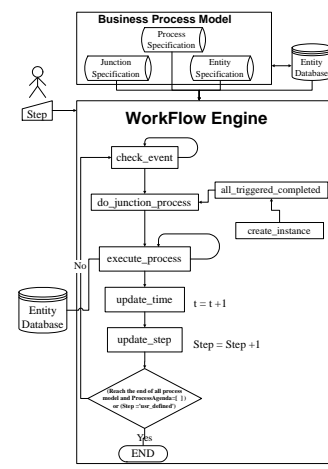 Business Process Model
Process
Specification
Junction
Specification
Entity
Specification
Entity
Database
Step
WorkFlow Engine
check_event
all_triggered_completed
do_junction_process
create_instance
execute_process
No
update_time
t = t +1
Entity
Database
update_step
Step = Step +1
(Reach the end of all process
model and ProcessAgenda=[ ])
or (Step ='usr_defined')
Yes
END